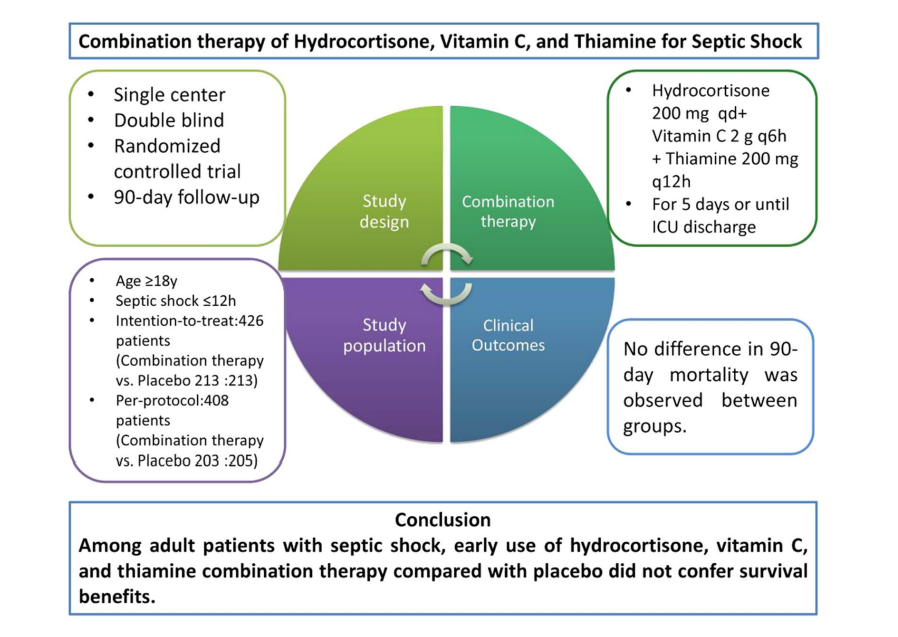 Combination therapy of Hydrocortisone, Vitamin C, and Thiamine for Septic Shock
• Single center
• Double blind
• Randomized
controlled trial
• 90-day follow-up
Study
design
Combination
therapy
• Hydrocortisone
200 mg qd+
Vitamin C 2 g q6h
+ Thiamine 200 mg
q12h
• For 5 days or until
ICU discharge
• Age ≥18y
• Septic shock ≤12h
• Intention-to-treat:426
patients
(Combination therapy
vs. Placebo 213 :213)
• Per-protocol:408
patients
(Combination therapy
vs. Placebo 203 :205)
Study
population
Clinical
Outcomes
No difference in 90-
day mortality was
observed between
groups.
Conclusion
Among adult patients with septic shock, early use of hydrocortisone, vitamin C,
and thiamine combination therapy compared with placebo did not confer survival
benefits.